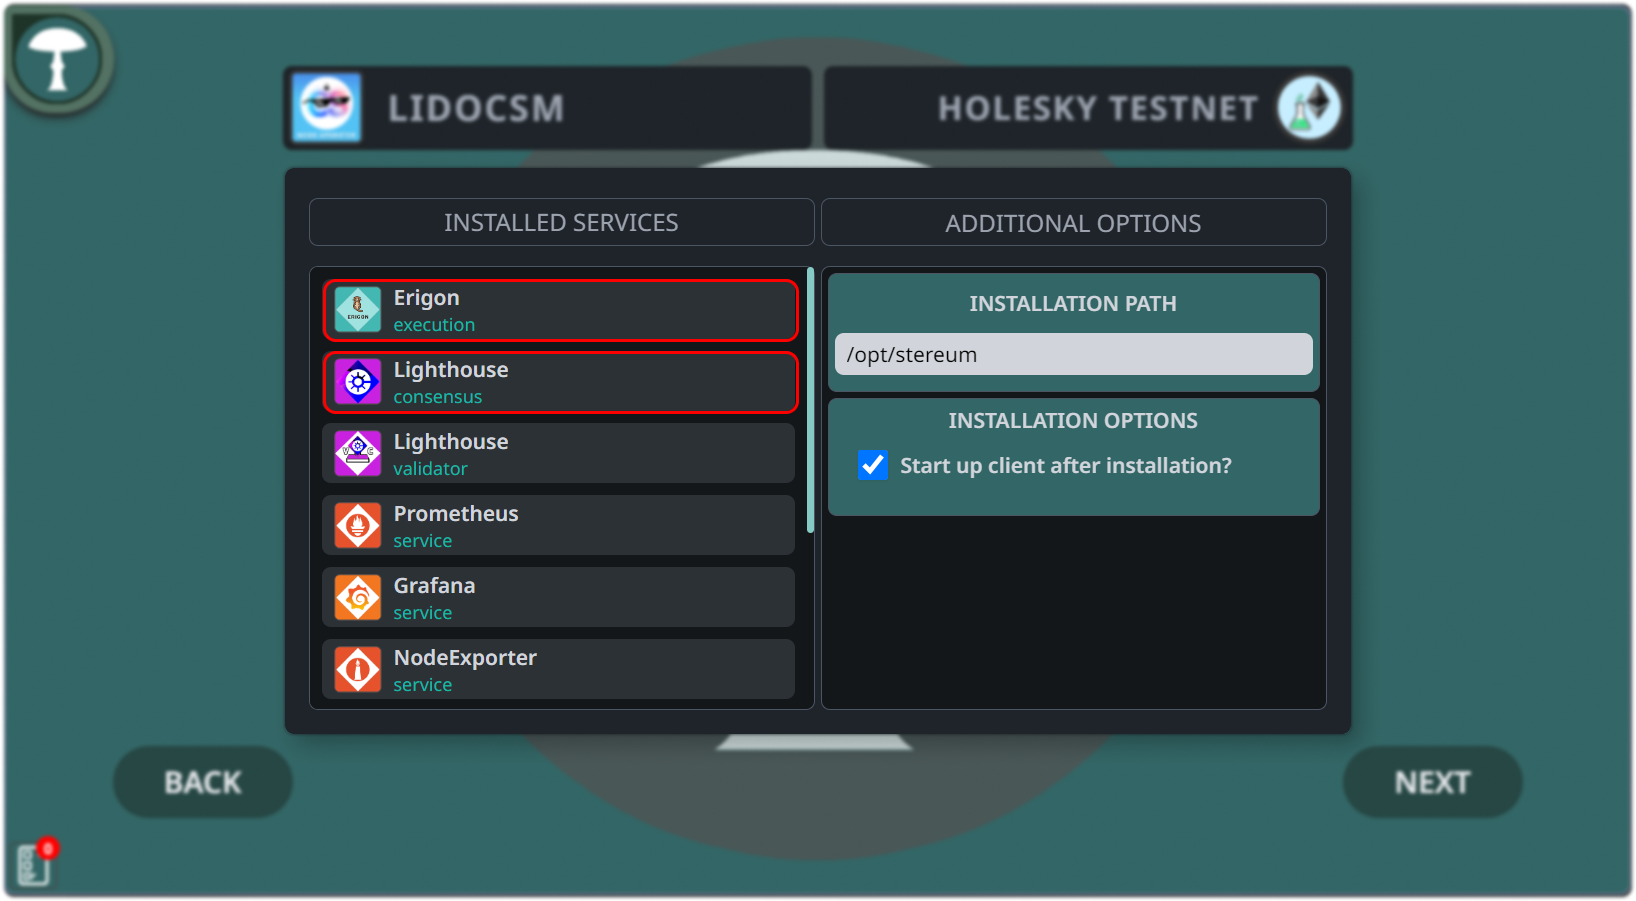 LIDOCSM
HOLESKY TESTNET
INSTALLED SERVICES
ADDITIONAL OPTIONS
Erigon
execution
ERIGON
Lighthouse
consensus
Lighthouse
validator
V C
Prometheus
service
Grafana
service
NodeExporter
service
INSTALLATION PATH
/opt/stereum
INSTALLATION OPTIONS
Start up client after installation?
BACK
NEXT
0